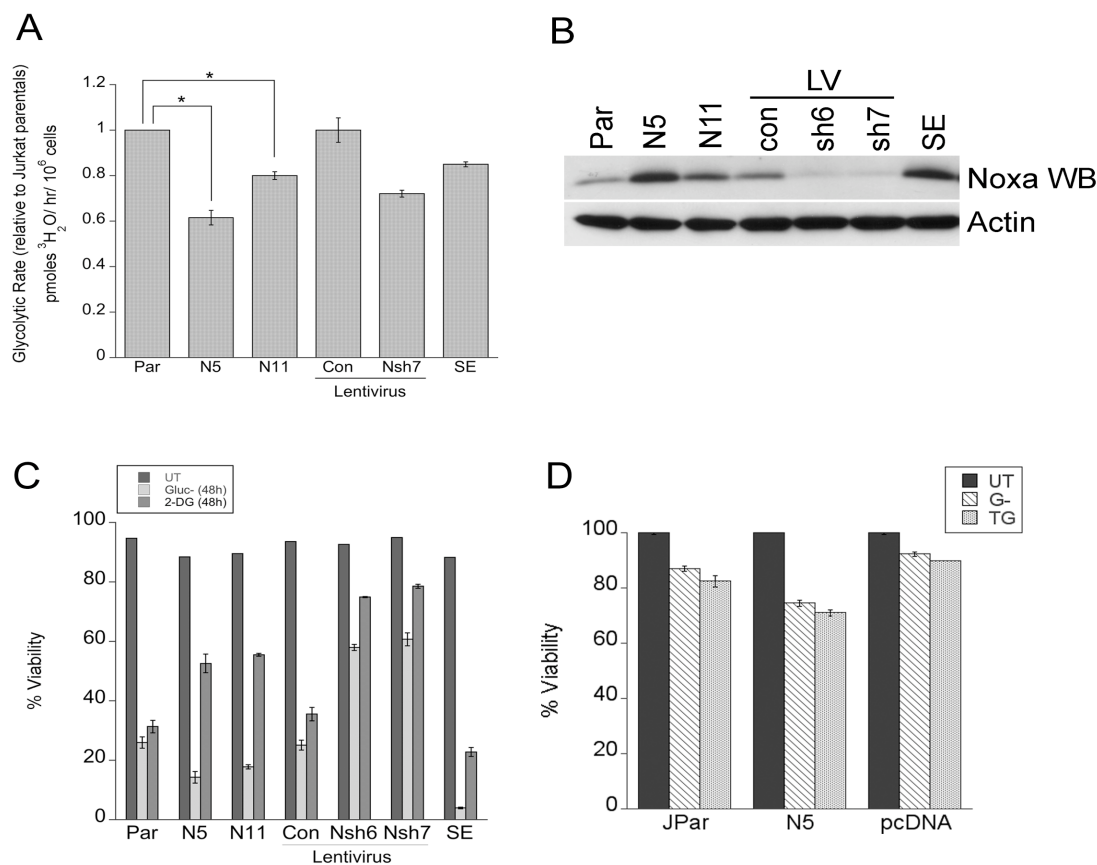 A
Glycolytic Rate (relative to Jurkat parentals)
pmoles ³H₂O/ hr/ 10⁶ cells
1.2
1
0.8
0.6
0.4
0.2
0
*
*
Par N5 N11 Con Nsh7 SE
Lentivirus
B
LV
Par N5 N11 con sh6 sh7 SE
Noxa WB
Actin
C
UT
Gluc- (48h)
2-DG (48h)
% Viability
100
80
60
40
20
0
Par N5 N11 Con Nsh6 Nsh7 SE
Lentivirus
D
UT
G-
TG
% Viability
100
80
60
40
20
0
JPar N5 pcDNA